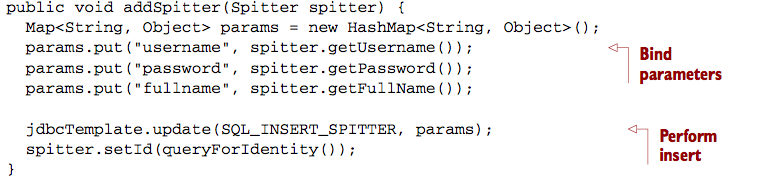 public void addSpitter(Spitter spitter) {
  Map<String, Object> params = new HashMap<String, Object>();
  params.put("username", spitter.getUsername());
  params.put("password", spitter.getPassword());
  params.put("fullname", spitter.getFullName());
Bind
parameters
  jdbcTemplate.update(SQL_INSERT_SPITTER, params);
  spitter.setId(queryForIdentity());
Perform
insert
}